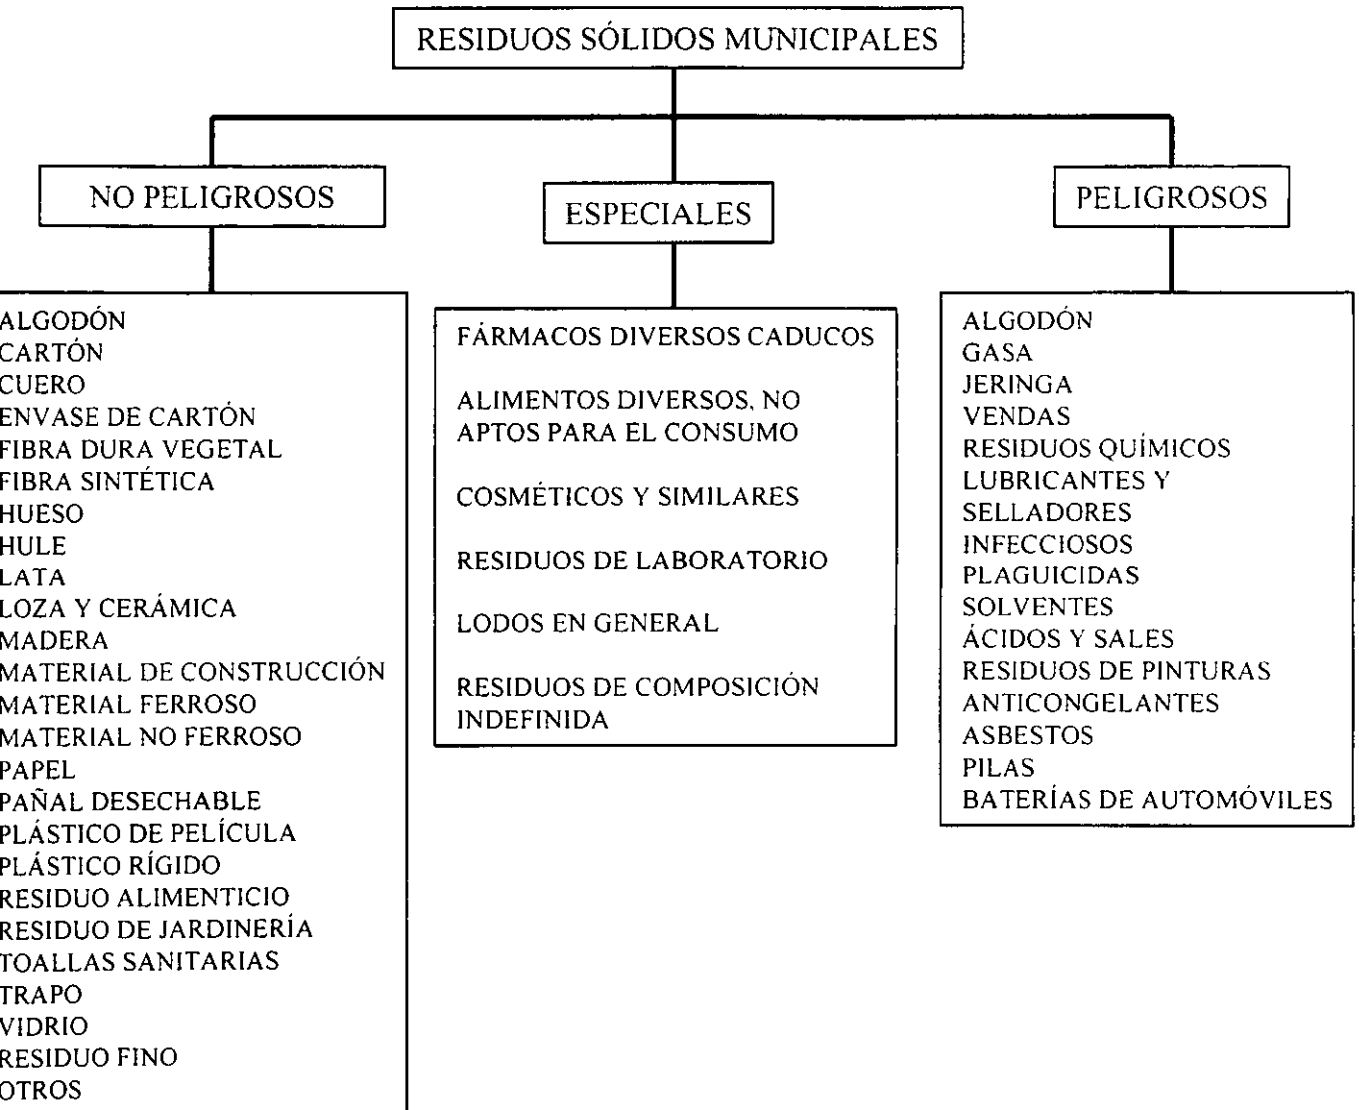 RESIDUOS SÓLIDOS MUNICIPALES
NO PELIGROSOS
ALGODÓN
CARTÓN
CUERO
ENVASE DE CARTÓN
FIBRA DURA VEGETAL
FIBRA SINTÉTICA
HUESO
HULE
LATA
LOZA Y CERÁMICA
MADERA
MATERIAL DE CONSTRUCCIÓN
MATERIAL FERROSO
MATERIAL NO FERROSO
PAPEL
PAÑAL DESECHABLE
PLÁSTICO DE PELÍCULA
PLÁSTICO RÍGIDO
RESIDUO ALIMENTICIO
RESIDUO DE JARDINERÍA
TOALLAS SANITARIAS
TRAPO
VIDRIO
RESIDUO FINO
OTROS
ESPECIALES
FÁRMACOS DIVERSOS CADUCOS
ALIMENTOS DIVERSOS, NO
APTOS PARA EL CONSUMO
COSMÉTICOS Y SIMILARES
RESIDUOS DE LABORATORIO
LODOS EN GENERAL
RESIDUOS DE COMPOSICIÓN
INDEFINIDA
PELIGROSOS
ALGODÓN
GASA
JERINGA
VENDAS
RESIDUOS QUÍMICOS
LUBRICANTES Y
SELLADORES
INFECCIOSOS
PLAGUICIDAS
SOLVENTES
ÁCIDOS Y SALES
RESIDUOS DE PINTURAS
ANTICONGELANTES
ASBESTOS
PILAS
BATERÍAS DE AUTOMÓVILES